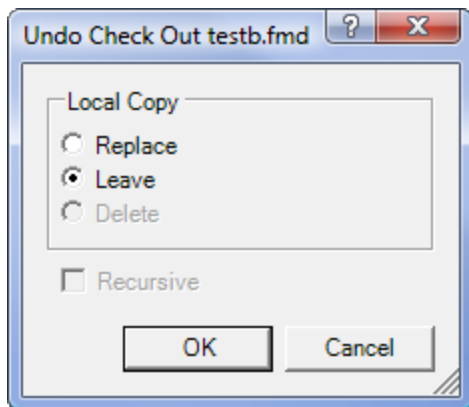 Undo Check Out testb.fmd
Local Copy
Replace
Leave
Delete
Recursive
OK Cancel